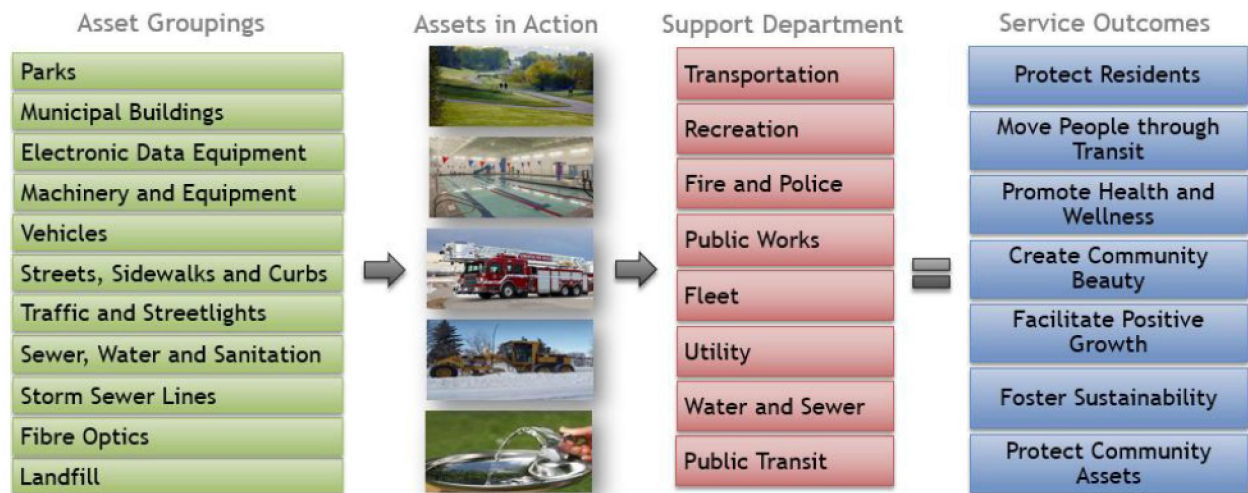 Asset Groupings
Parks
Municipal Buildings
Electronic Data Equipment
Machinery and Equipment
Vehicles
Streets, Sidewalks and Curbs
Traffic and Streetlights
Sewer, Water and Sanitation
Storm Sewer Lines
Fibre Optics
Landfill
Assets in Action
Support Department
Transportation
Recreation
Fire and Police
Public Works
Fleet
Utility
Water and Sewer
Public Transit
Service Outcomes
Protect Residents
Move People through
Transit
Promote Health and
Wellness
Create Community
Beauty
Facilitate Positive
Growth
Foster Sustainability
Protect Community
Assets